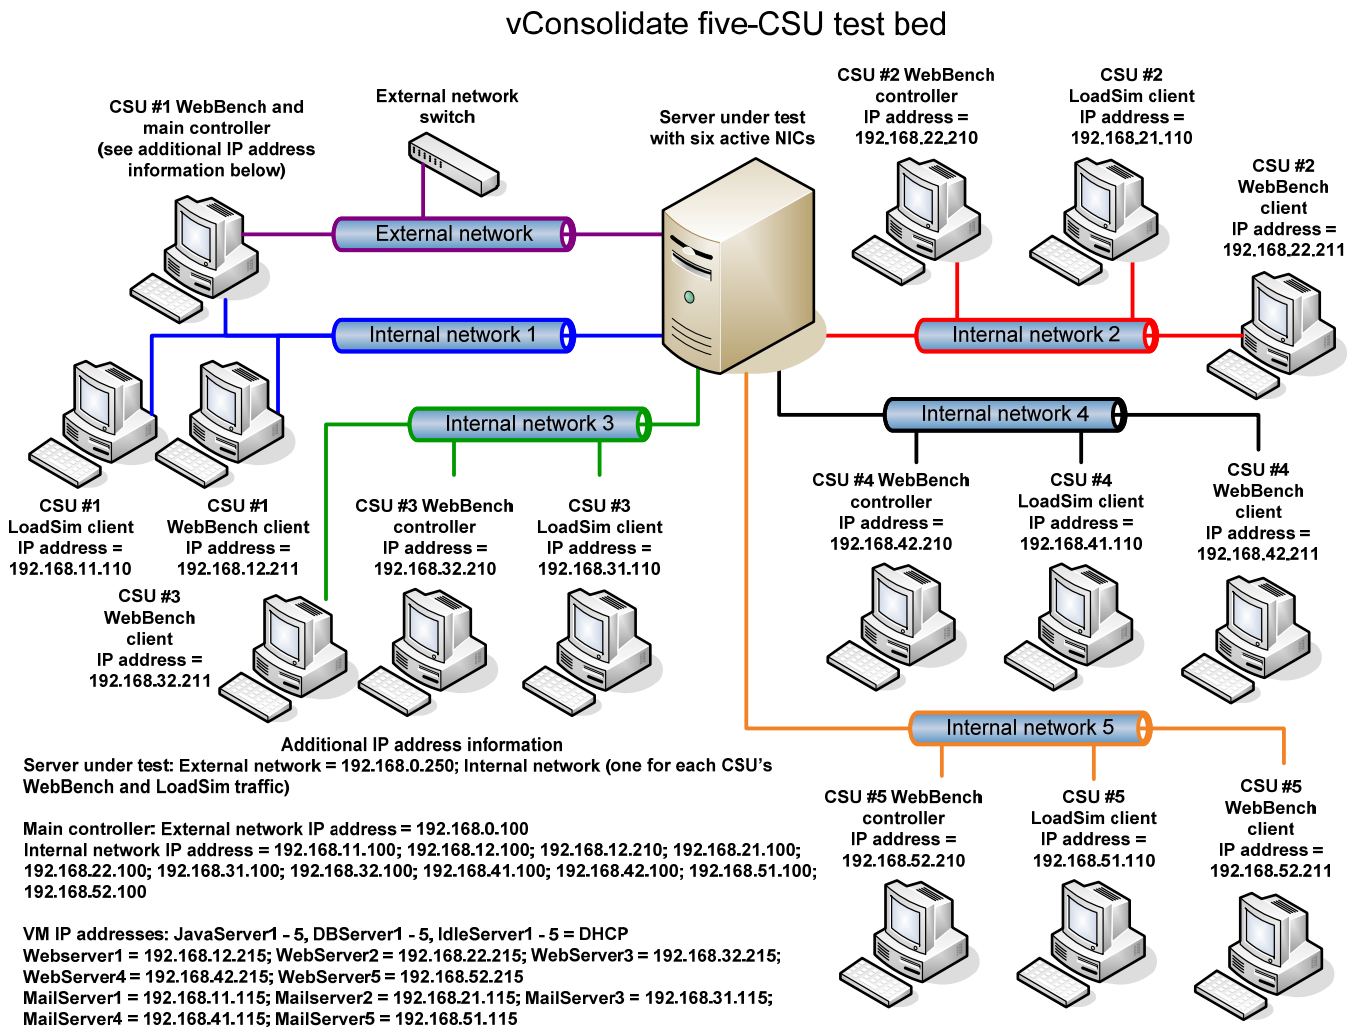 vConsolidate five-CSU test bed
CSU #1 WebBench and
main controller
(see additional IP address
information below)
External network
switch
Server under test
with six active NICs
CSU #2 WebBench
controller
IP address =
192.168.22.210
CSU #2
LoadSim client
IP address =
192.168.21.110
CSU #2
WebBench
client
IP address =
192.168.22.211
External network
Internal network 1
Internal network 2
Internal network 3
Internal network 4
CSU #1
LoadSim client
IP address =
192.168.11.110
CSU #1
WebBench client
IP address =
192.168.12.211
CSU #3 WebBench
controller
IP address =
192.168.32.210
CSU #3
LoadSim client
IP address =
192.168.31.110
CSU #4 WebBench
controller
IP address =
192.168.42.210
CSU #4
LoadSim client
IP address =
192.168.41.110
CSU #4
WebBench
client
IP address =
192.168.42.211
CSU #3
WebBench
client
IP address =
192.168.32.211
Internal network 5
CSU #5 WebBench
controller
IP address =
192.168.52.210
CSU #5
LoadSim client
IP address =
192.168.51.110
CSU #5
WebBench
client
IP address =
192.168.52.211
Additional IP address information
Server under test: External network = 192.168.0.250; Internal network (one for each CSU's
WebBench and LoadSim traffic)
Main controller: External network IP address = 192.168.0.100
Internal network IP address = 192.168.11.100; 192.168.12.100; 192.168.12.210; 192.168.21.100;
192.168.22.100; 192.168.31.100; 192.168.32.100; 192.168.41.100; 192.168.42.100; 192.168.51.100;
192.168.52.100
VM IP addresses: JavaServer1 - 5, DBServer1 - 5, IdleServer1 - 5 = DHCP
Webserver1 = 192.168.12.215; WebServer2 = 192.168.22.215; WebServer3 = 192.168.32.215;
WebServer4 = 192.168.42.215; WebServer5 = 192.168.52.215
MailServer1 = 192.168.11.115; Mailserver2 = 192.168.21.115; MailServer3 = 192.168.31.115;
MailServer4 = 192.168.41.115; MailServer5 = 192.168.51.115